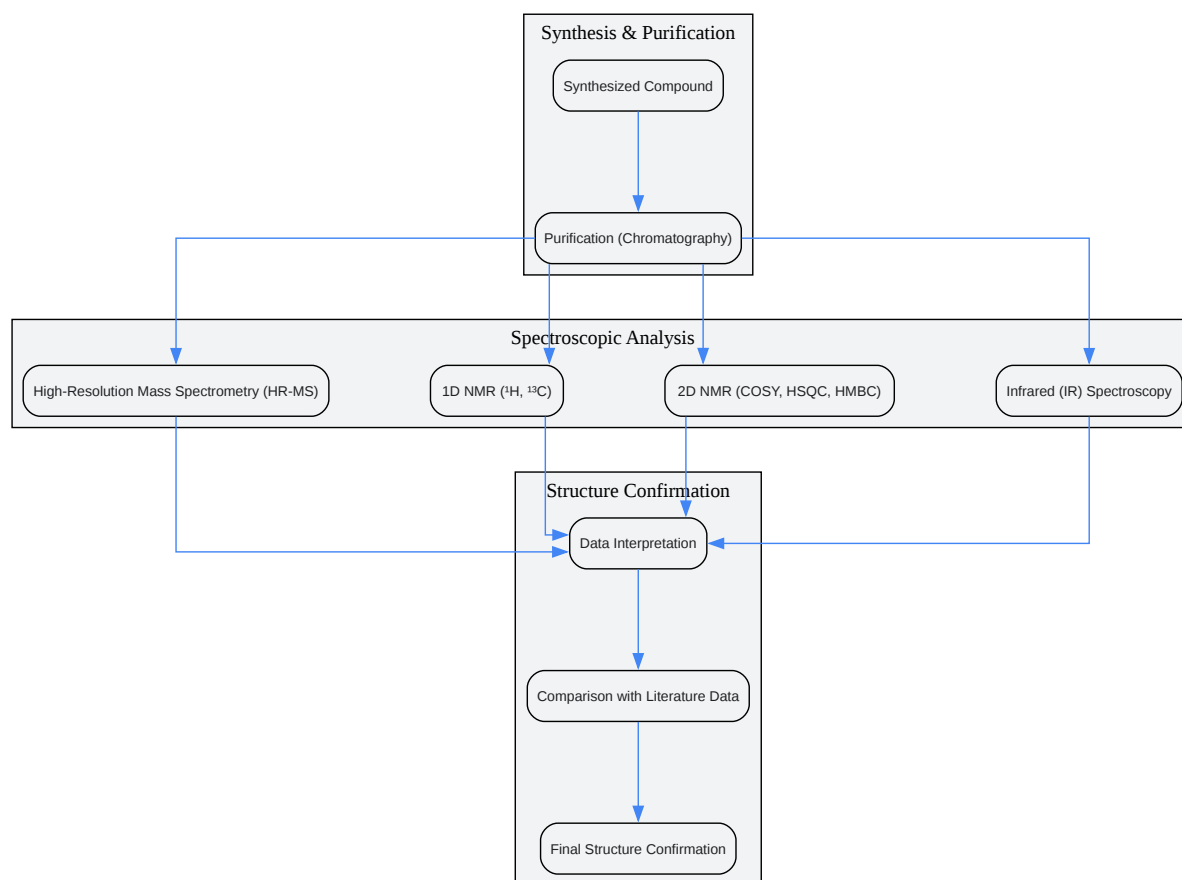 Synthesis & Purification
Synthesized Compound
Purification (Chromatography)
Spectroscopic Analysis
High-Resolution Mass Spectrometry (HR-MS)
1D NMR (¹H, ¹³C)
2D NMR (COSY, HSQC, HMBC)
Infrared (IR) Spectroscopy
Structure Confirmation
Data Interpretation
Comparison with Literature Data
Final Structure Confirmation